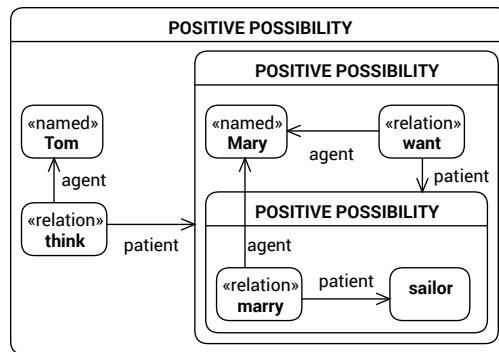 POSITIVE POSSIBILITY
POSITIVE POSSIBILITY
«named»
Tom
«named»
Mary
«relation»
want
agent
agent
patient
POSITIVE POSSIBILITY
«relation»
think
patient
agent
«relation»
marry
patient
sailor